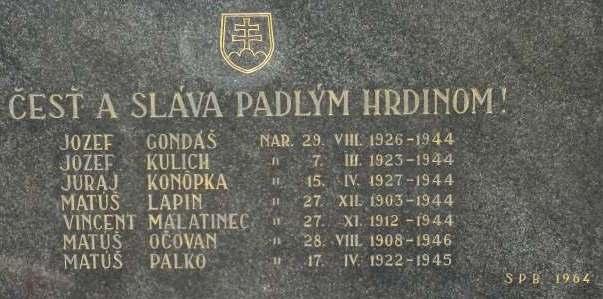 ČESŤ A SLÁVA PADLÝM HRDINOM!
JOZEF GONDÁŠ NAR. 29. VIII. 1926-1944
JOZEF KULICH " 7. III. 1923-1944
JURAJ KONÔPKA " 15. IV. 1927-1944
MATÚŠ LAPIN " 27. XII. 1903-1944
VINCENT MALATINEC " 27. XI. 1912-1944
MATÚŠ OČOVAN " 28. VIII. 1908-1946
MATÚŠ PALKO " 17. IV. 1922-1945
SPB 1964